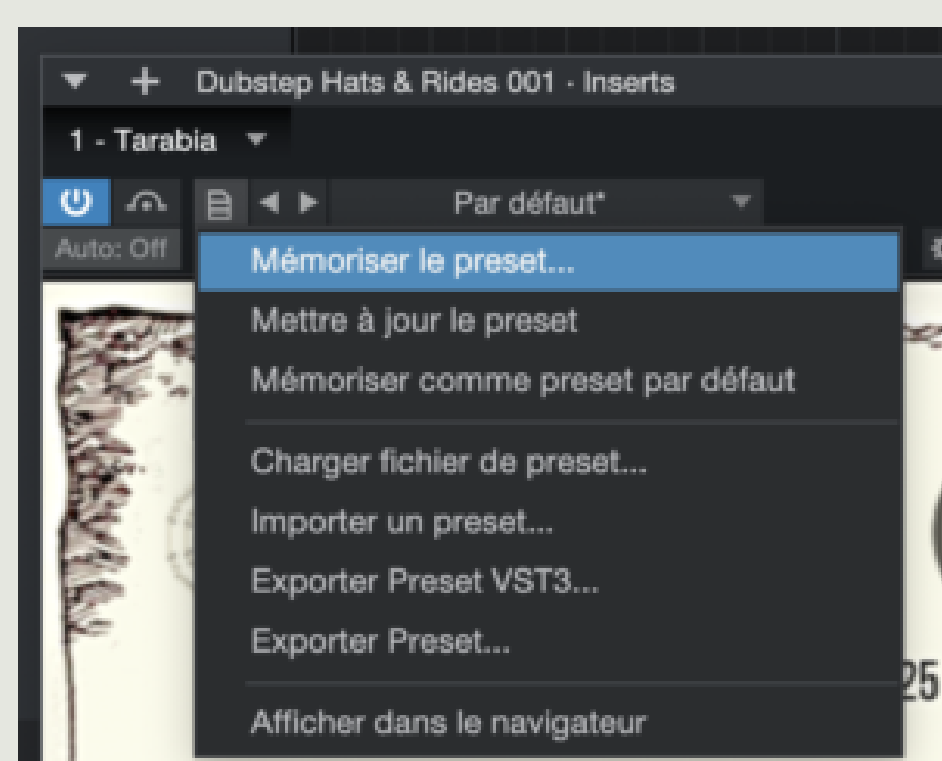 Dubstep Hats & Rides 001 · Inserts
1 - Tarabia
Par défaut*
Auto: Off
Mémoriser le preset...
Mettre à jour le preset
Mémoriser comme preset par défaut
Charger fichier de preset...
Importer un preset...
Exporter Preset VST3...
Exporter Preset...
25
Afficher dans le navigateur